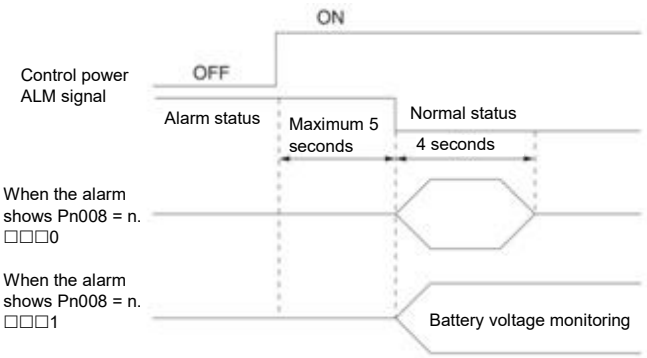 ON
OFF
Control power
ALM signal
Alarm status
Maximum 5
seconds
Normal status
4 seconds
When the alarm
shows Pn008 = n.
□□□0
When the alarm
shows Pn008 = n.
□□□1
Battery voltage monitoring